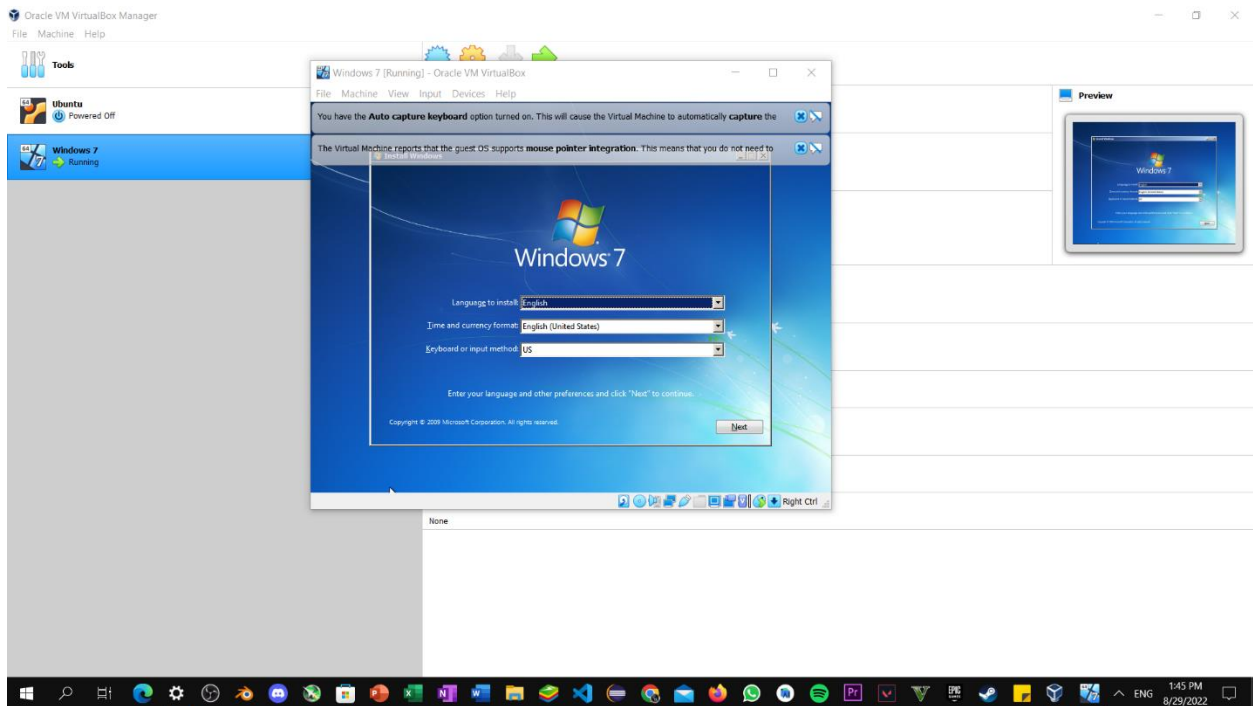 Oracle VM VirtualBox Manager
File Machine Help
Tools
Ubuntu
Powered Off
Windows 7
Running
Windows 7 [Running] - Oracle VM VirtualBox
File Machine View Input Devices Help
You have the Auto capture keyboard option turned on. This will cause the Virtual Machine to automatically capture the
The Virtual Machine reports that the guest OS supports mouse pointer integration. This means that you do not need to
Install Windows
Windows 7
Language to install: English
Time and currency format: English (United States)
Keyboard or input method: US
Enter your language and other preferences and click "Next" to continue.
Copyright © 2009 Microsoft Corporation. All rights reserved.
Next
Right Ctrl
Preview
Windows 7
None
ENG
1:45 PM
8/29/2022